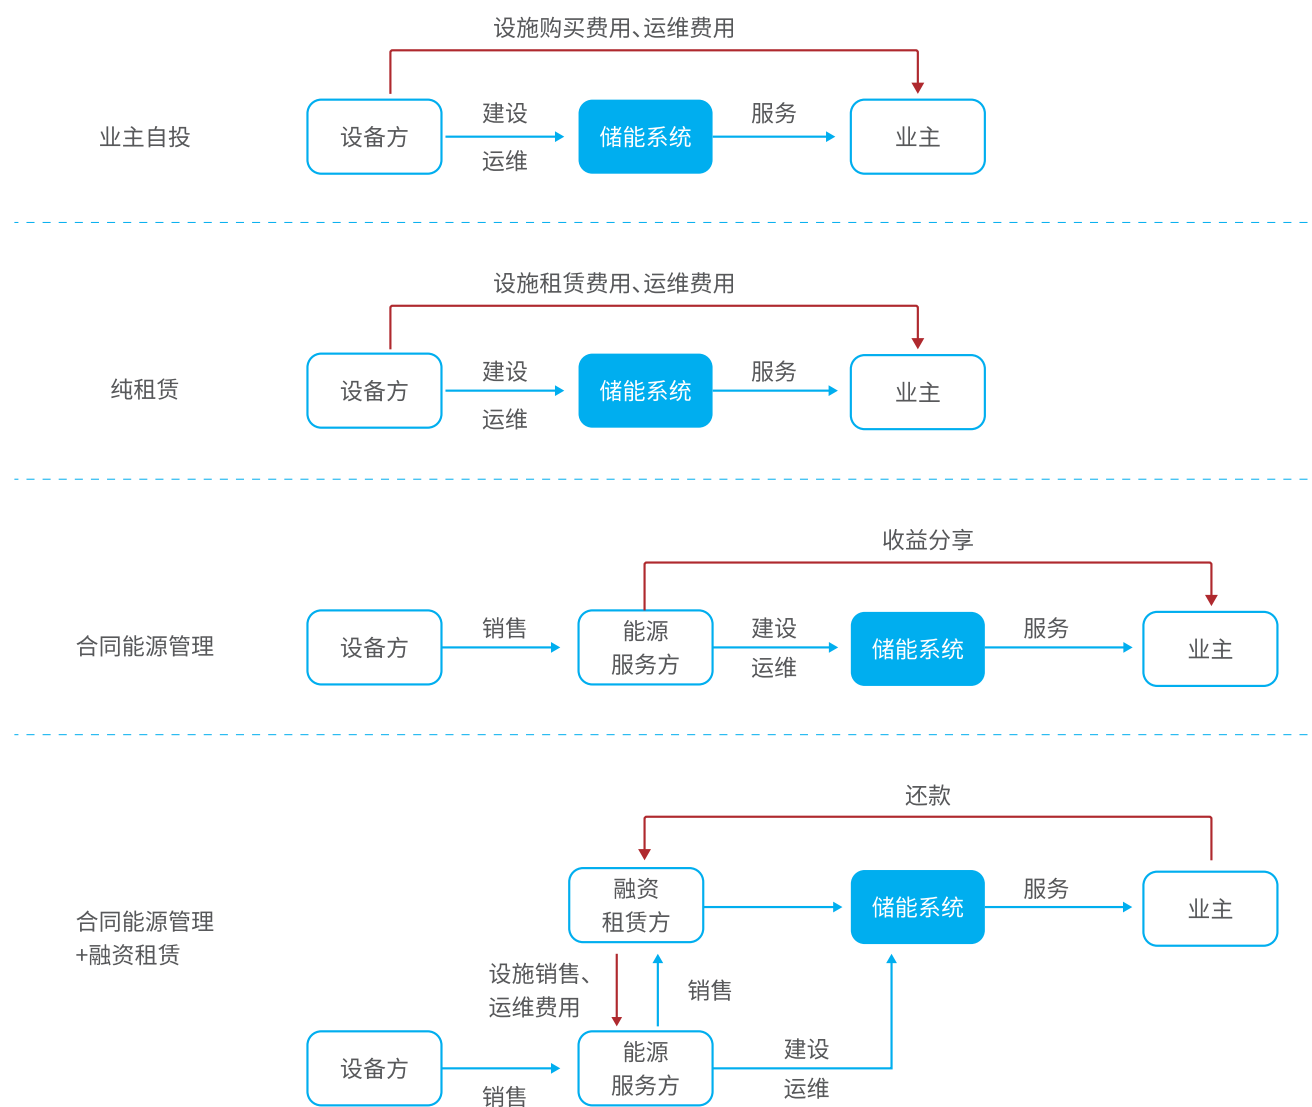 设施购买费用、运维费用
业主自投
设备方
建设
运维
储能系统
服务
业主
设施租赁费用、运维费用
纯租赁
设备方
建设
运维
储能系统
服务
业主
收益分享
合同能源管理
设备方
销售
能源
服务方
建设
运维
储能系统
服务
业主
还款
合同能源管理
+融资租赁
融资
租赁方
储能系统
服务
业主
设施销售、
运维费用
销售
设备方
销售
能源
服务方
建设
运维